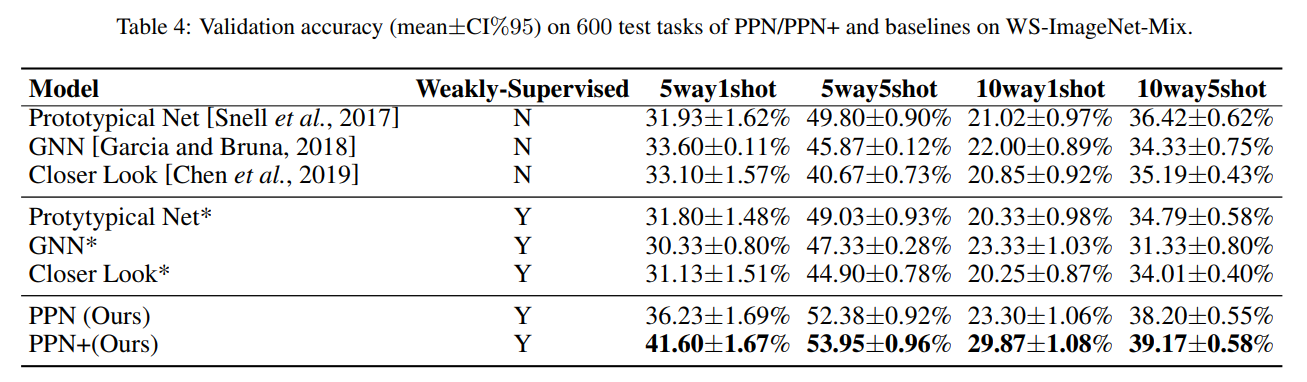 Table 4: Validation accuracy (mean±CI%95) on 600 test tasks of PPN/PPN+ and baselines on WS-ImageNet-Mix.
Model Weakly-Supervised 5way1shot 5way5shot 10way1shot 10way5shot
Prototypical Net [Snell et al., 2017] N 31.93±1.62% 49.80±0.90% 21.02±0.97% 36.42±0.62%
GNN [Garcia and Bruna, 2018] N 33.60±0.11% 45.87±0.12% 22.00±0.89% 34.33±0.75%
Closer Look [Chen et al., 2019] N 33.10±1.57% 40.67±0.73% 20.85±0.92% 35.19±0.43%
Protytypical Net* Y 31.80±1.48% 49.03±0.93% 20.33±0.98% 34.79±0.58%
GNN* Y 30.33±0.80% 47.33±0.28% 23.33±1.03% 31.33±0.80%
Closer Look* Y 31.13±1.51% 44.90±0.78% 20.25±0.87% 34.01±0.40%
PPN (Ours) Y 36.23±1.69% 52.38±0.92% 23.30±1.06% 38.20±0.55%
PPN+(Ours) Y 41.60±1.67% 53.95±0.96% 29.87±1.08% 39.17±0.58%